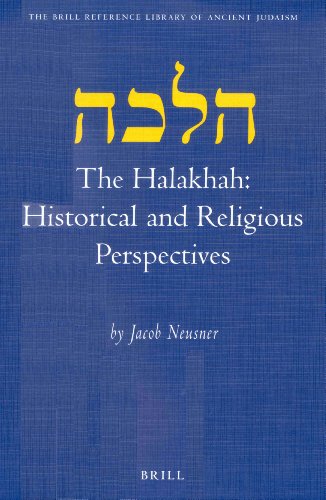 THE BRILL REFERENCE LIBRARY OF ANCIENT JUDAISM
הלכה
The Halakhah:
Historical and Religious
Perspectives
by Jacob Neusner
BRILL